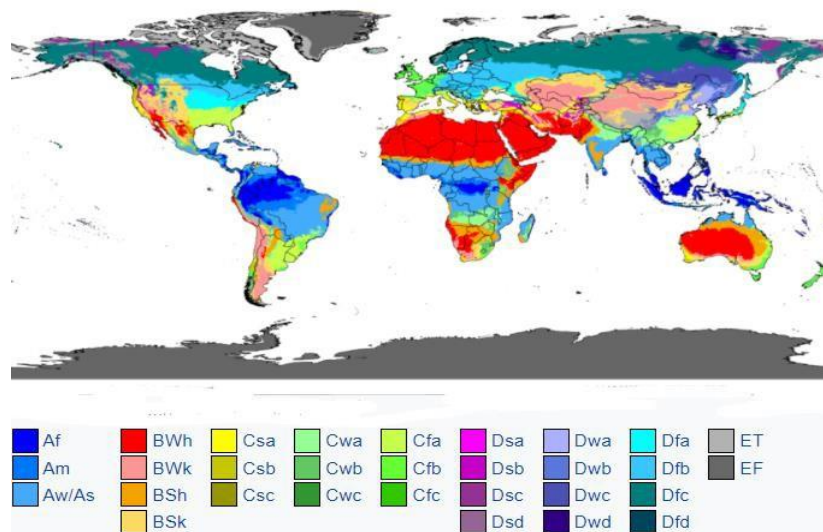 Af BWh Csa Cwa Cfa Dsa Dwa Dfa ET
Am BWk Csb Cwb Cfb Dsb Dwb Dfb EF
Aw/As BSh Csc Cwc Cfc Dsc Dwc Dfc
BSk Dsd Dwd Dfd